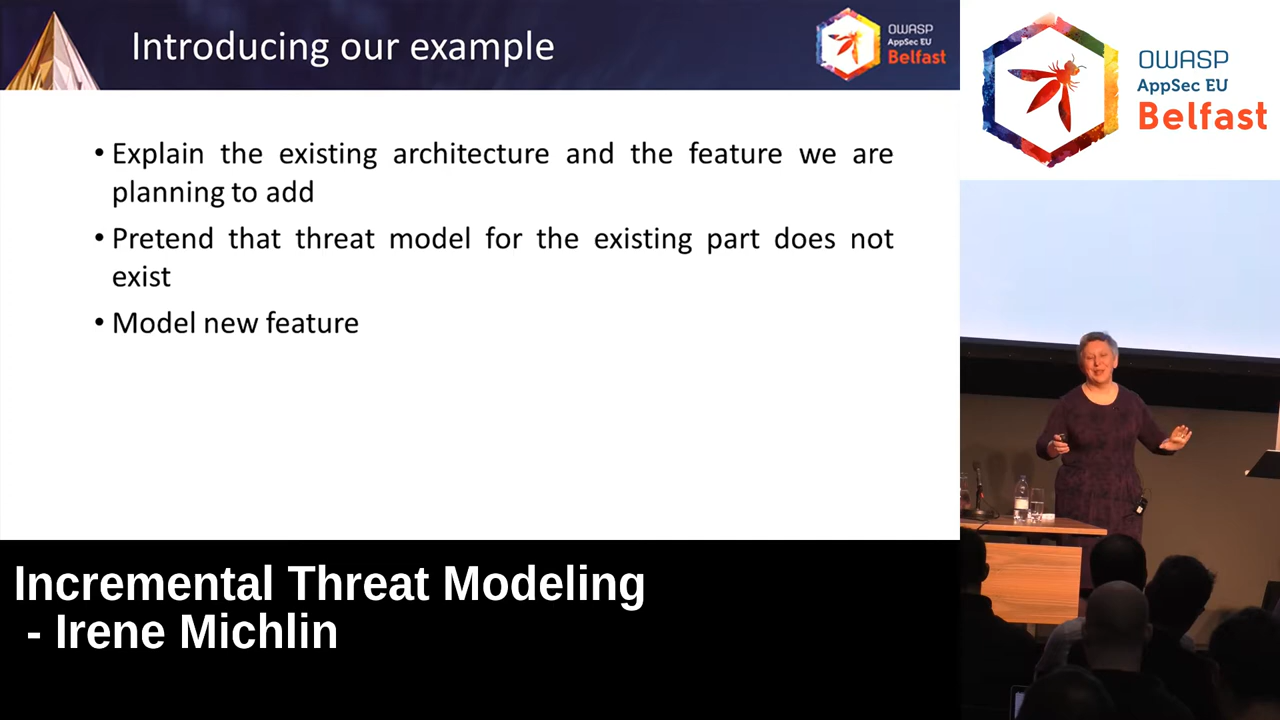 Introducing our example
OWASP
AppSec EU
Belfast
OWASP
AppSec EU
Belfast
• Explain the existing architecture and the feature we are
planning to add
• Pretend that threat model for the existing part does not
exist
• Model new feature
Incremental Threat Modeling
- Irene Michlin